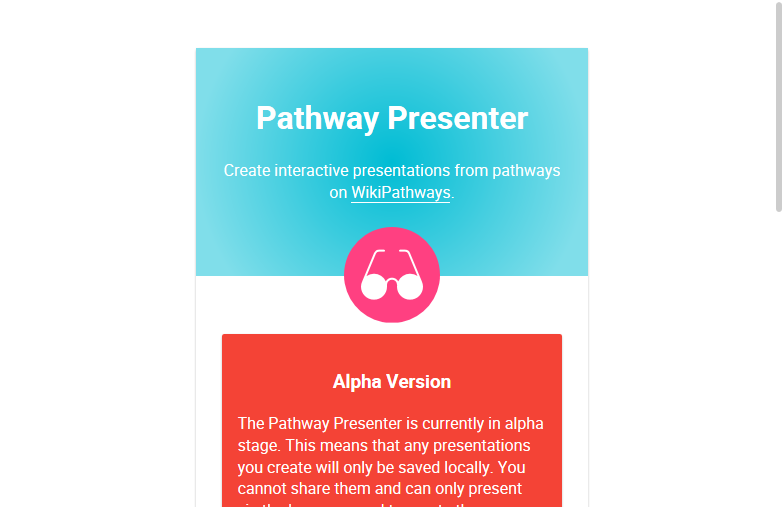 Pathway Presenter
Create interactive presentations from pathways
on WikiPathways.
Alpha Version
The Pathway Presenter is currently in alpha
stage. This means that any presentations
you create will only be saved locally. You
cannot share them and can only present